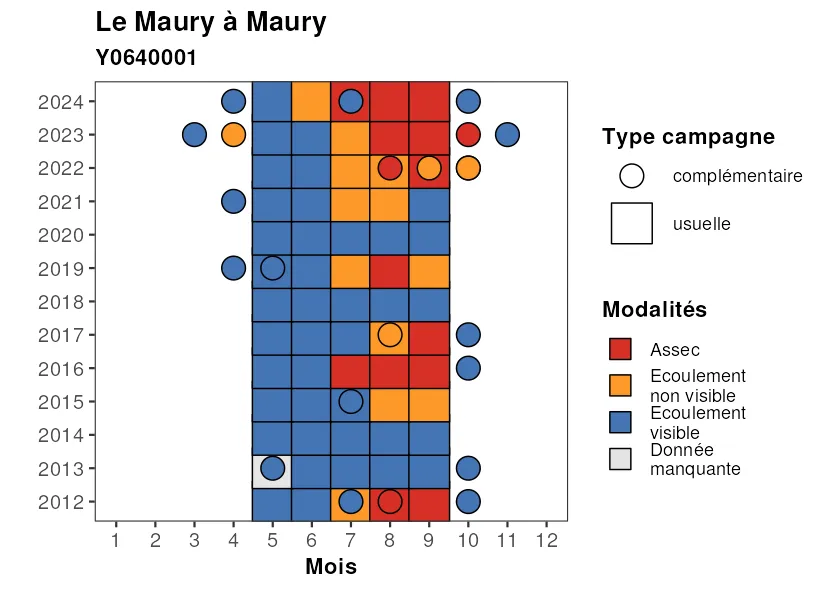 Le Maury à Maury
Y0640001
2024
2023
2022
2021
2020
2019
2018
2017
2016
2015
2014
2013
2012
1 2 3 4 5 6 7 8 9 10 11 12
Mois
Type campagne
complémentaire
usuelle
Modalités
Assec
Ecoulement
non visible
Ecoulement
visible
Donnée
manquante